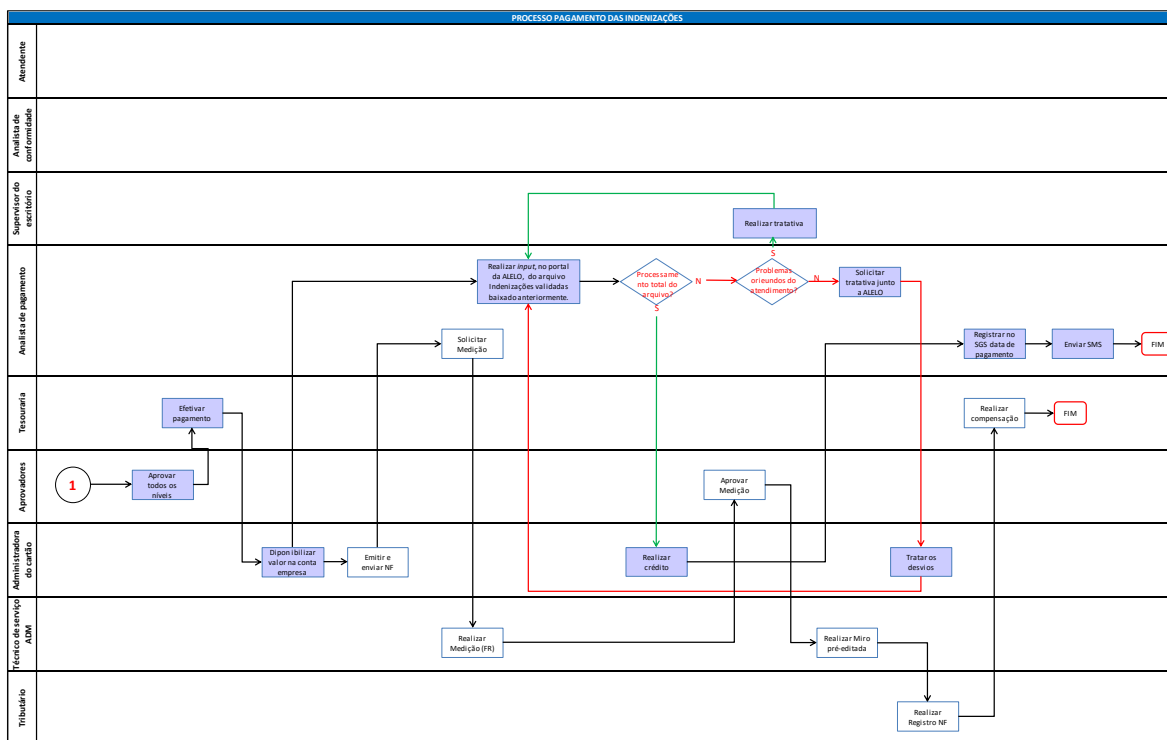 PROCESSO PAGAMENTO DAS INDENIZAÇÕES
Atendente
Analista de
conformidade
Supervisor do
escritório
Realizar tratativa
Analista de pagamento
Realizar input, no portal
da ALELO, do arquivo
Indenizações validadas
baixado anteriormente.
Processame
nto total do
arquivo?
N
S
Problemas
orieundos do
atendimento?
S
N
Solicitar
tratativa junto
a ALELO
Solicitar
Medição
Registrar no
SGS data de
pagamento
Enviar SMS
FIM
Tesouraria
Efetivar
pagamento
Realizar
compensação
FIM
Aprovadores
1
Aprovar
todos os
níveis
Aprovar
Medição
Administradora
do cartão
Diponibilizar
valor na conta
empresa
Emitir e
enviar NF
Realizar
crédito
Tratar os
desvios
Técnico de serviço
ADM
Realizar
Medição (FR)
Realizar Miro
pré-editada
Tributário
Realizar
Registro NF